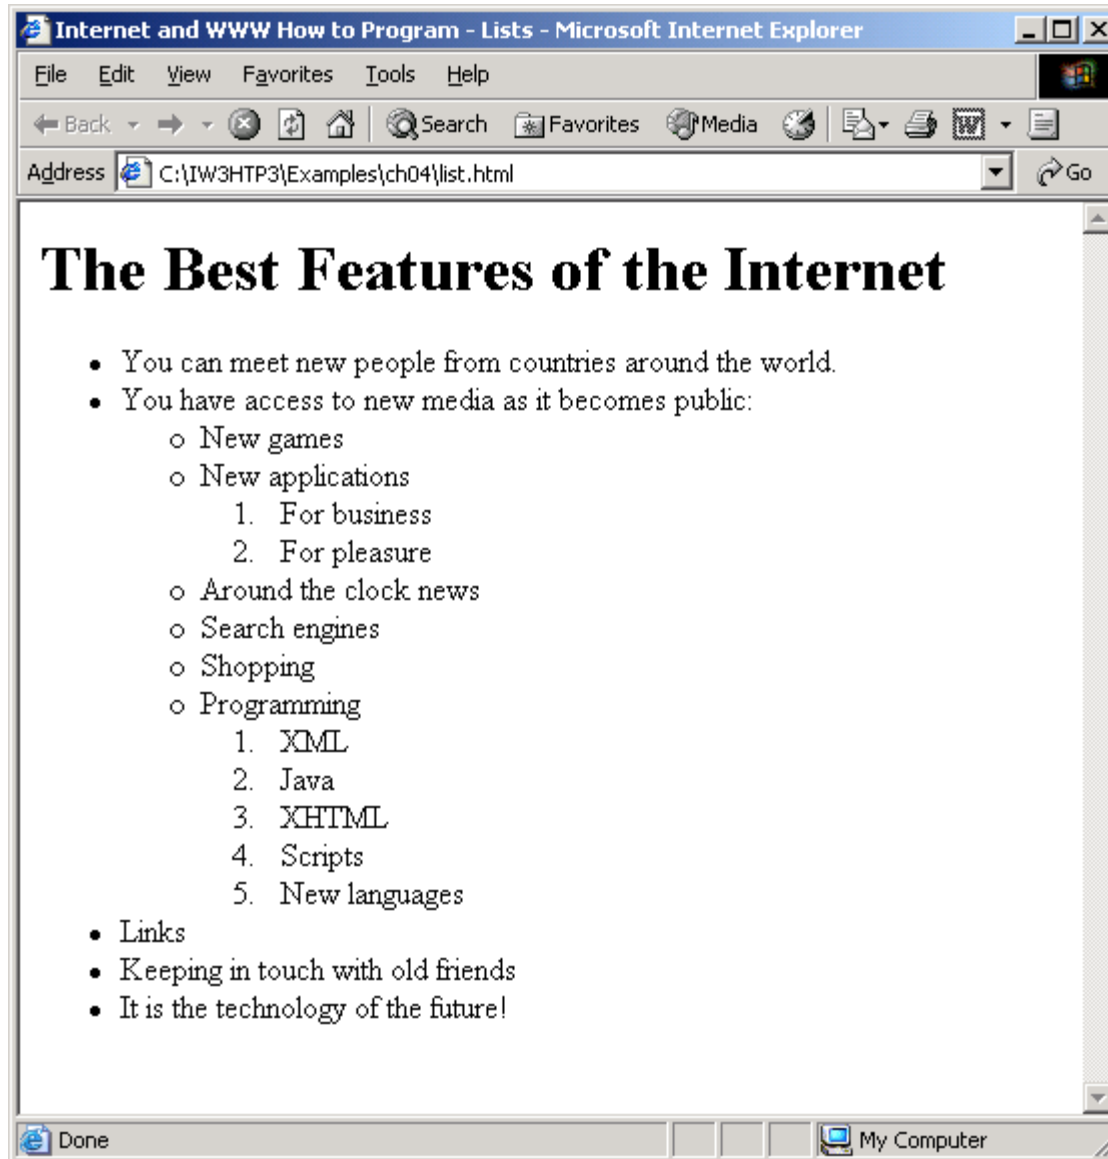 Internet and WWW How to Program - Lists - Microsoft Internet Explorer
File Edit View Favorites Tools Help
Back Search Favorites Media
Address C:\IW3HTP3\Examples\ch04\list.html Go
The Best Features of the Internet
• You can meet new people from countries around the world.
• You have access to new media as it becomes public:
o New games
o New applications
1. For business
2. For pleasure
o Around the clock news
o Search engines
o Shopping
o Programming
1. XML
2. Java
3. XHTML
4. Scripts
5. New languages
• Links
• Keeping in touch with old friends
• It is the technology of the future!
Done My Computer